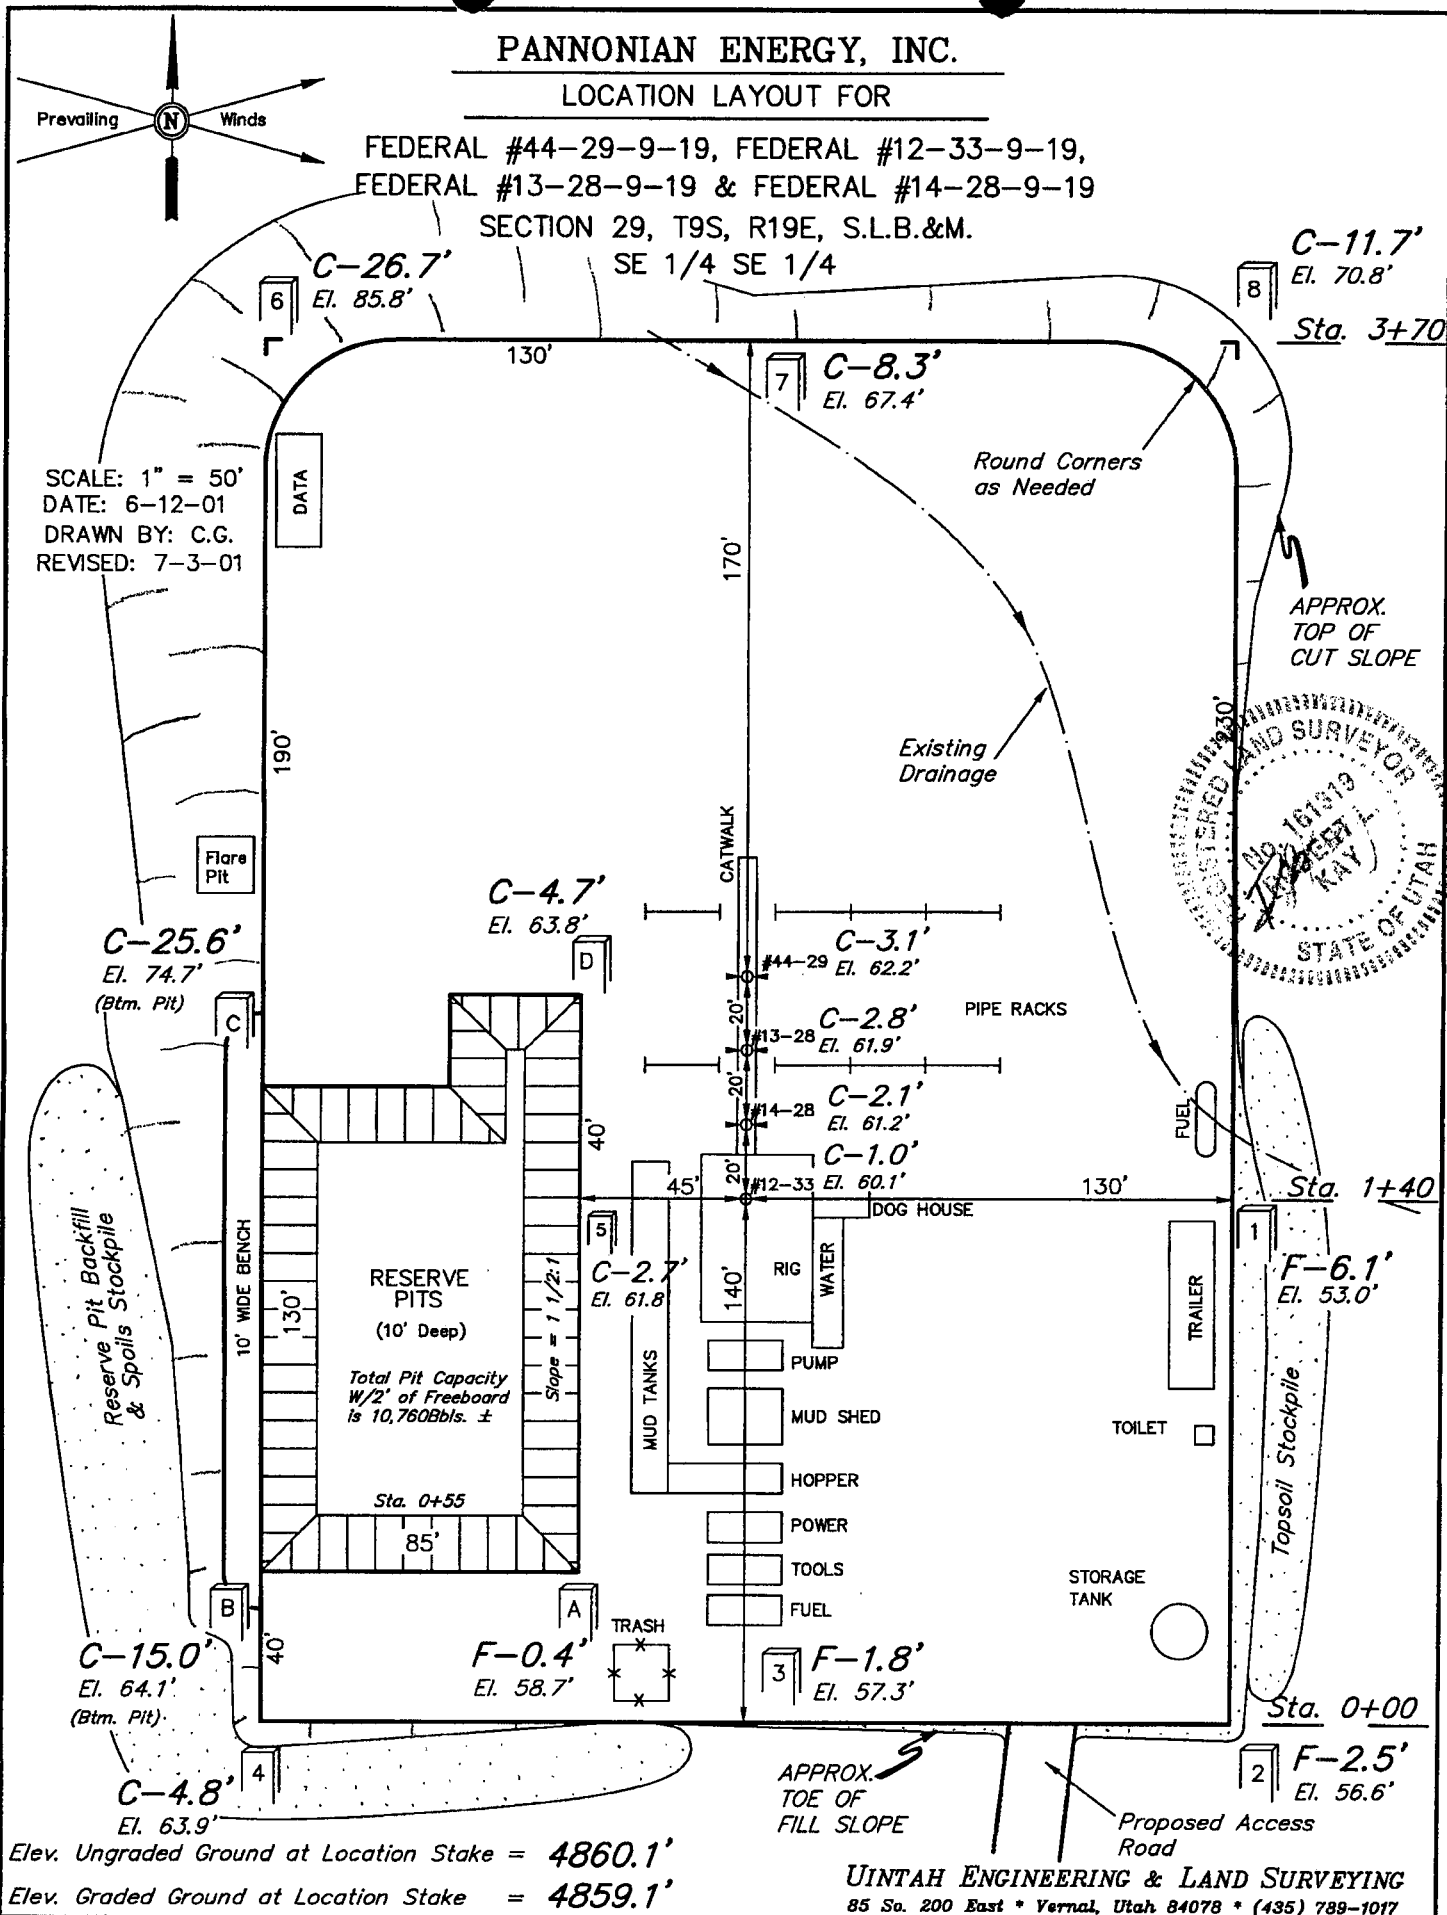 PANNONIAN ENERGY, INC.
LOCATION LAYOUT FOR
FEDERAL #44-29-9-19, FEDERAL #12-33-9-19,
FEDERAL #13-28-9-19 & FEDERAL #14-28-9-19
SECTION 29, T9S, R19E, S.L.B.&M.
SE 1/4 SE 1/4
Prevailing N Winds
6
C-26.7'
El. 85.8'
8
C-11.7'
El. 70.8'
Sta. 3+70
130'
7
C-8.3'
El. 67.4'
Round Corners
as Needed
SCALE: 1" = 50'
DATE: 6-12-01
DRAWN BY: C.G.
REVISED: 7-3-01
DATA
170'
APPROX.
TOP OF
CUT SLOPE
190'
Existing
Drainage
REGISTERED LAND SURVEYOR
No. 161319
ROBERT L.
KAY
STATE OF UTAH
Flare
Pit
CATWALK
C-4.7'
El. 63.8'
D
C-25.6'
El. 74.7'
(Btm. Pit)
C
C-3.1'
#44-29 El. 62.2'
PIPE RACKS
20'
C-2.8'
#13-28 El. 61.9'
20'
C-2.1'
#14-28 El. 61.2'
20'
C-1.0'
#12-33 El. 60.1'
FUEL
40'
45'
130'
Sta. 1+40
DOG HOUSE
1
F-6.1'
El. 53.0'
5
C-2.7'
El. 61.8
RIG
WATER
140'
TRAILER
Reserve Pit Backfill
& Spoils Stockpile
10' WIDE BENCH
130'
RESERVE
PITS
(10' Deep)
Total Pit Capacity
W/2' of Freeboard
is 10,760Bbls. ±
Slope = 1 1/2:1
MUD TANKS
PUMP
MUD SHED
TOILET
HOPPER
Topsoil Stockpile
Sta. 0+55
85'
POWER
TOOLS
FUEL
STORAGE
TANK
B
A
TRASH
40'
C-15.0'
El. 64.1'
(Btm. Pit)
F-0.4'
El. 58.7'
3
F-1.8'
El. 57.3'
Sta. 0+00
2
F-2.5'
El. 56.6'
4
C-4.8'
El. 63.9'
APPROX.
TOE OF
FILL SLOPE
Proposed Access
Road
Elev. Ungraded Ground at Location Stake = 4860.1'
Elev. Graded Ground at Location Stake = 4859.1'
UINTAH ENGINEERING & LAND SURVEYING
85 So. 200 East * Vernal, Utah 84078 * (435) 789-1017